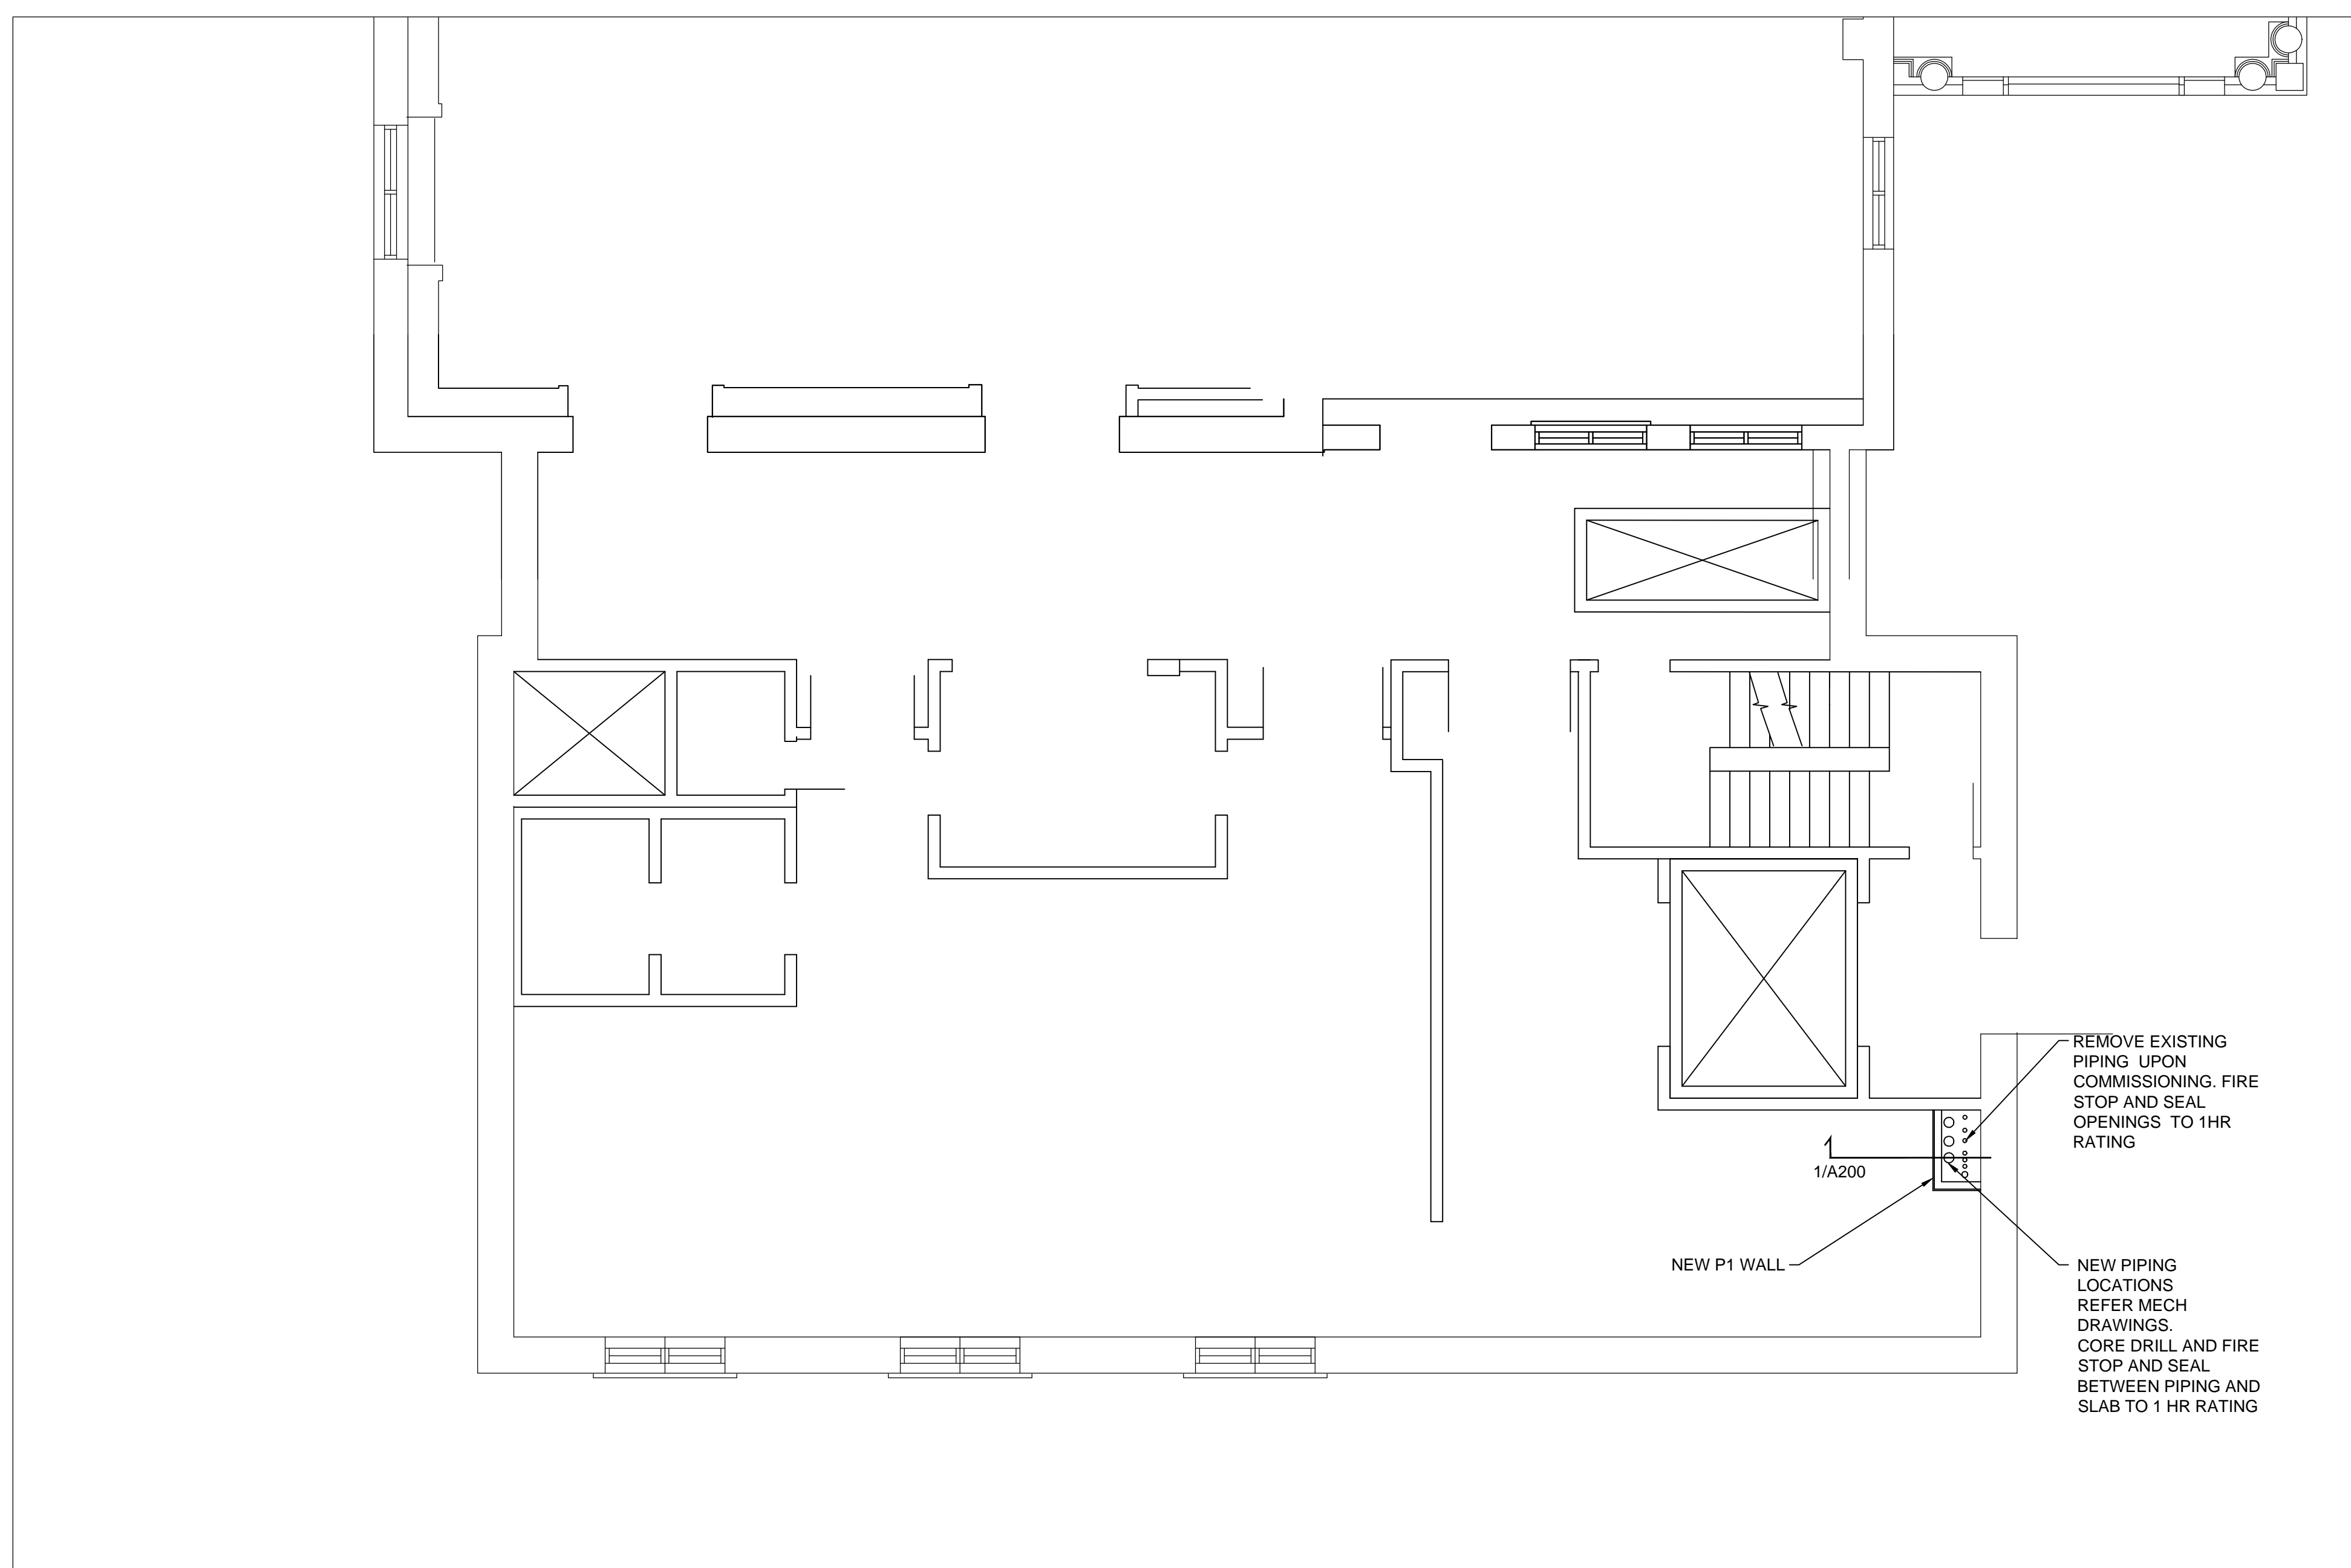 REMOVE EXISTING
PIPING UPON
COMMISSIONING. FIRE
STOP AND SEAL
OPENINGS TO 1HR
RATING
1/A200
NEW P1 WALL
NEW PIPING
LOCATIONS
REFER MECH
DRAWINGS.
CORE DRILL AND FIRE
STOP AND SEAL
BETWEEN PIPING AND
SLAB TO 1 HR RATING